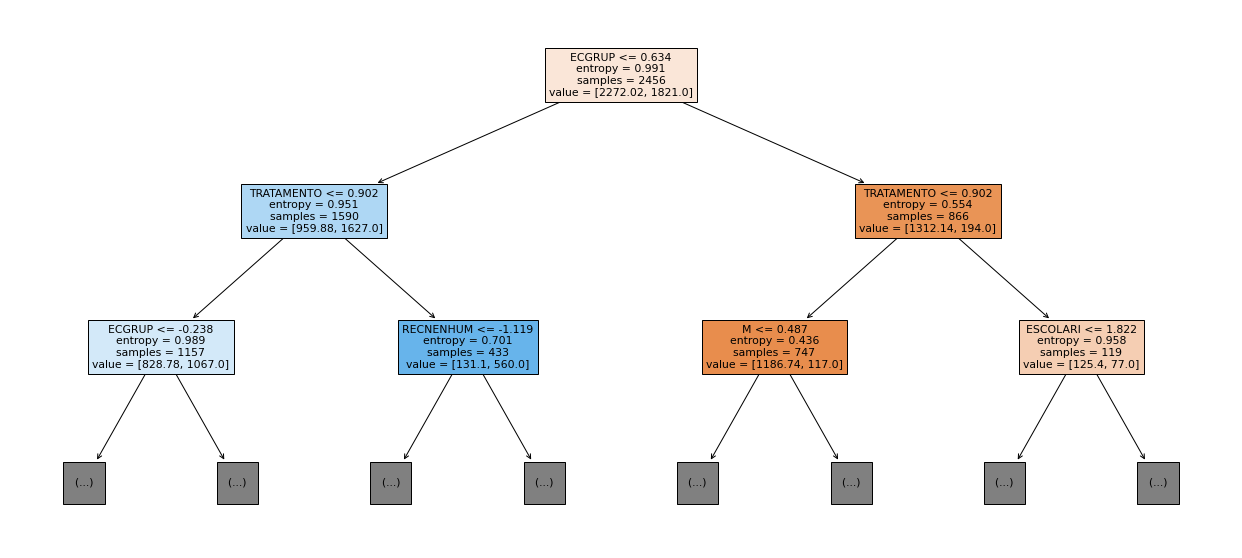 ECGRUP <= 0.634
entropy = 0.991
samples = 2456
value = [2272.02, 1821.0]
TRATAMENTO <= 0.902
entropy = 0.951
samples = 1590
value = [959.88, 1627.0]
TRATAMENTO <= 0.902
entropy = 0.554
samples = 866
value = [1312.14, 194.0]
ECGRUP <= -0.238
entropy = 0.989
samples = 1157
value = [828.78, 1067.0]
RECNENHUM <= -1.119
entropy = 0.701
samples = 433
value = [131.1, 560.0]
M <= 0.487
entropy = 0.436
samples = 747
value = [1186.74, 117.0]
ESCOLARI <= 1.822
entropy = 0.958
samples = 119
value = [125.4, 77.0]
(...)
(...)
(...)
(...)
(...)
(...)
(...)
(...)